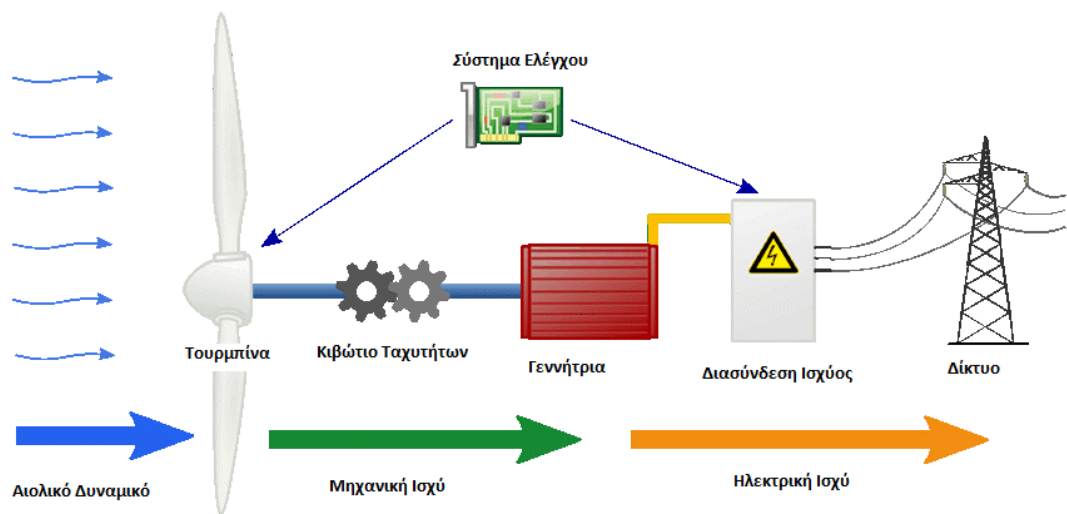 Σύστημα Ελέγχου
Τουρμπίνα
Κιβώτιο Ταχυτήτων
Γεννήτρια
Διασύνδεση Ισχύος
Δίκτυο
Αιολικό Δυναμικό
Μηχανική Ισχύ
Ηλεκτρική Ισχύ